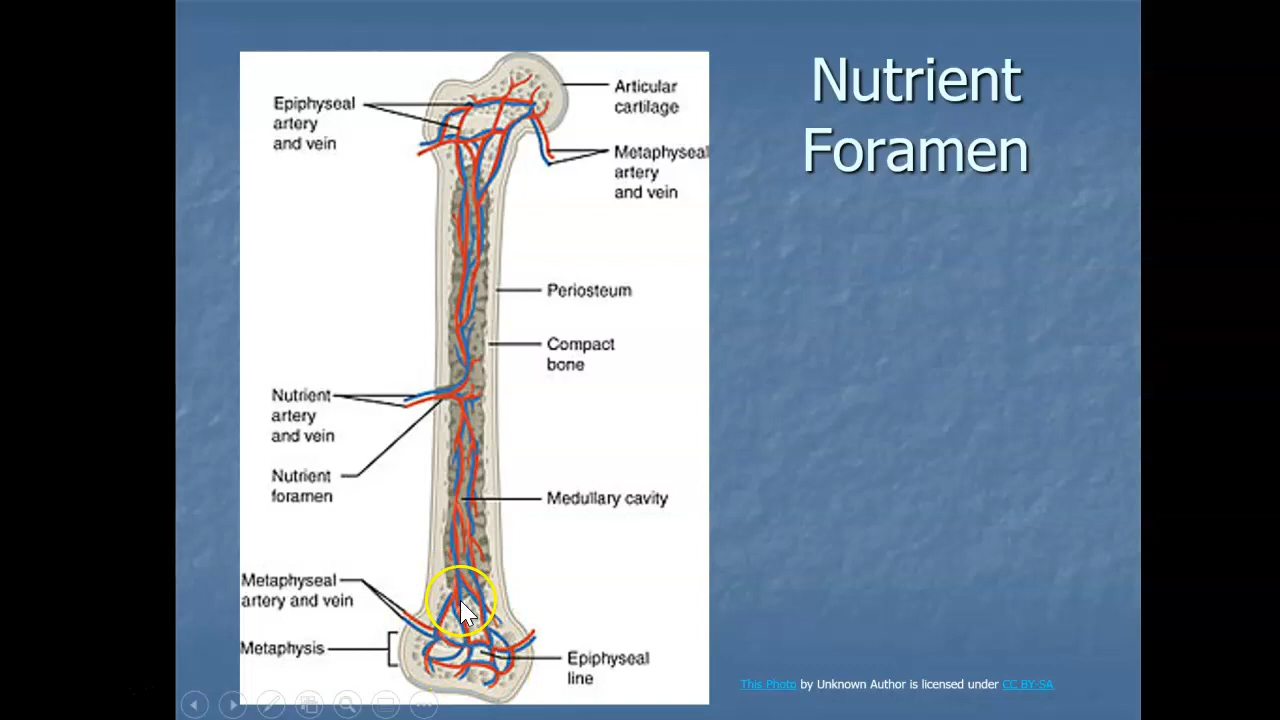 Nutrient
Foramen
Epiphyseal
artery
and vein
Articular
cartilage
Metaphyseal
artery
and vein
Periosteum
Compact
bone
Nutrient
artery
and vein
Nutrient
foramen
Medullary cavity
Metaphyseal
artery and vein
Metaphysis
Epiphyseal
line
This Photo by Unknown Author is licensed under CC BY-SA